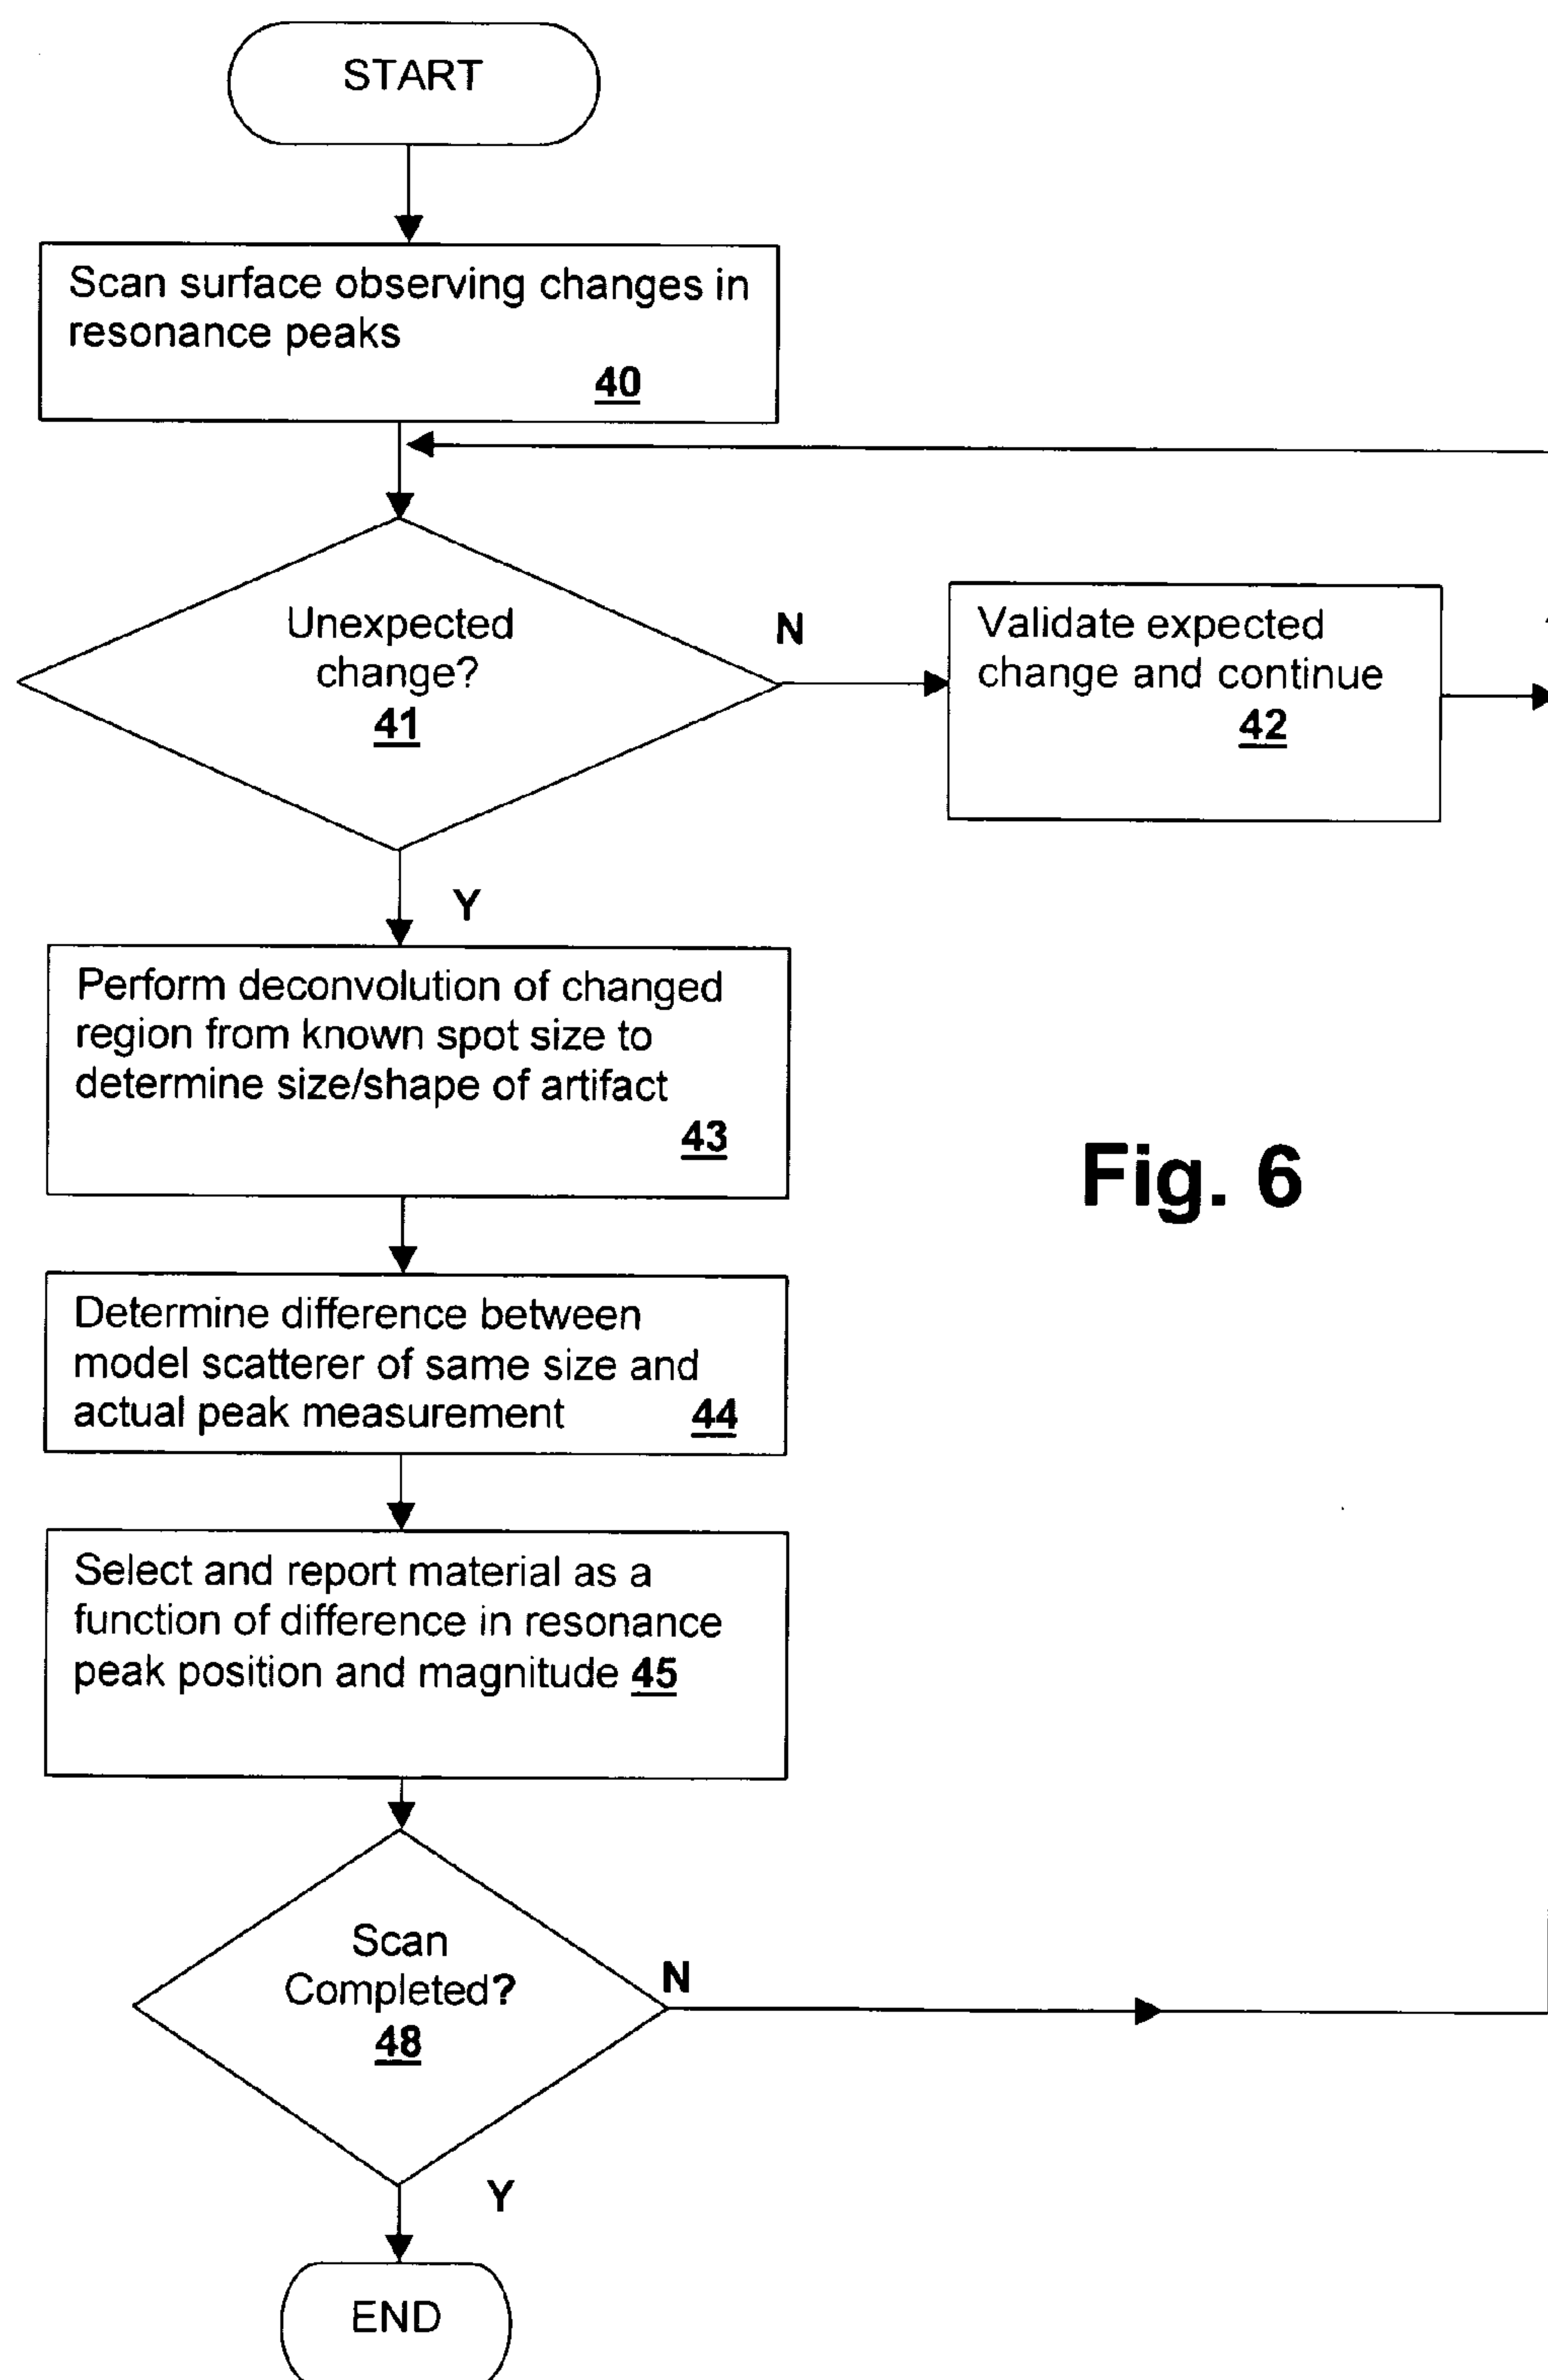 START
Scan surface observing changes in
resonance peaks
40
Unexpected
change?
41
N
Validate expected
change and continue
42
Y
Perform deconvolution of changed
region from known spot size to
determine size/shape of artifact
43
Fig. 6
Determine difference between
model scatterer of same size and
actual peak measurement 44
Select and report material as a
function of difference in resonance
peak position and magnitude 45
Scan
Completed?
48
N
Y
END